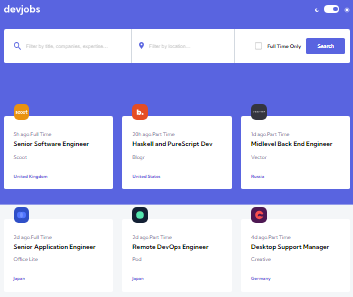 devjobs
Filter by title, companies, expertise...
Filter by location...
Full Time Only
Search
scoot
5h ago.Full Time
Senior Software Engineer
Scoot
United Kingdom
b.
20h ago.Part Time
Haskell and PureScript Dev
Blogr
United States
1d ago.Part Time
Midlevel Back End Engineer
Vector
Russia
2d ago.Full Time
Senior Application Engineer
Office Lite
Japan
2d ago.Part Time
Remote DevOps Engineer
Pod
Japan
4d ago.Part Time
Desktop Support Manager
Creative
Germany